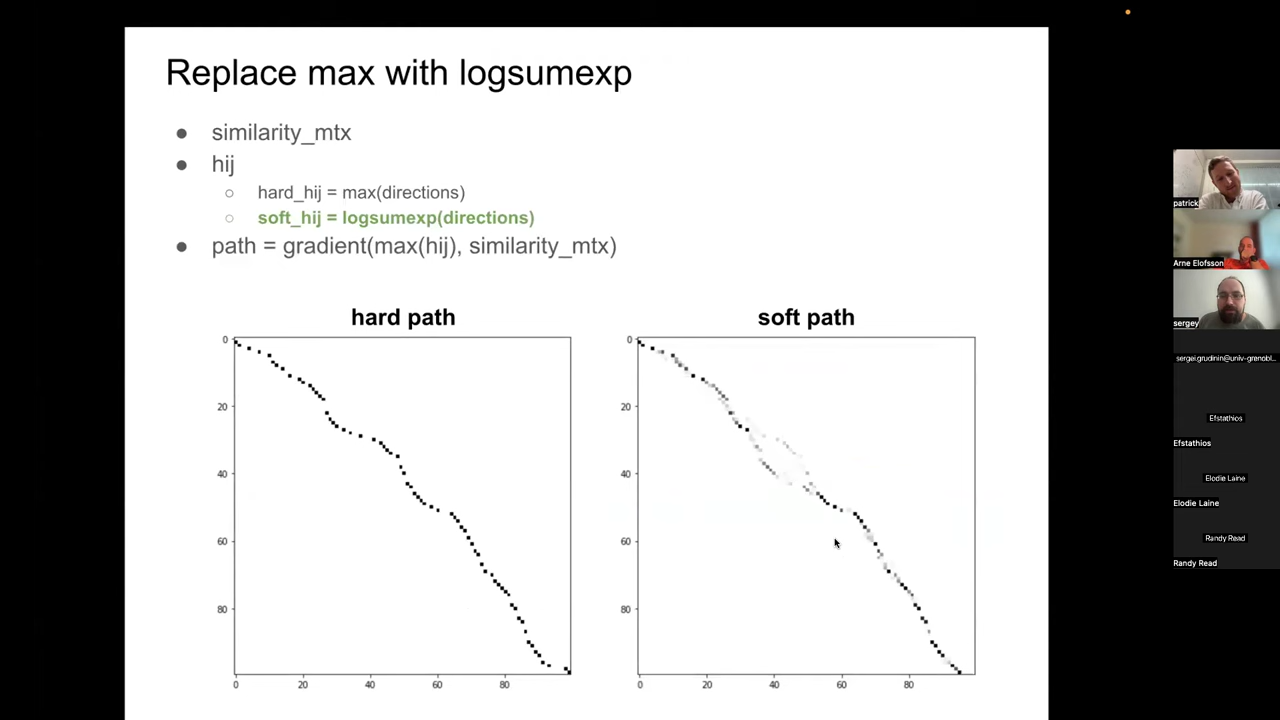 Replace max with logsumexp
● similarity_mtx
● hij
○ hard_hij = max(directions)
○ soft_hij = logsumexp(directions)
● path = gradient(max(hij), similarity_mtx)
hard path
soft path
0
20
40
60
80
0 20 40 60 80
0
20
40
60
80
0 20 40 60 80
patrick
Arne Elofsson
sergey
sergei.grudinin@univ-grenobl...
Efstathios
Efstathios
Elodie Laine
Elodie Laine
Randy Read
Randy Read